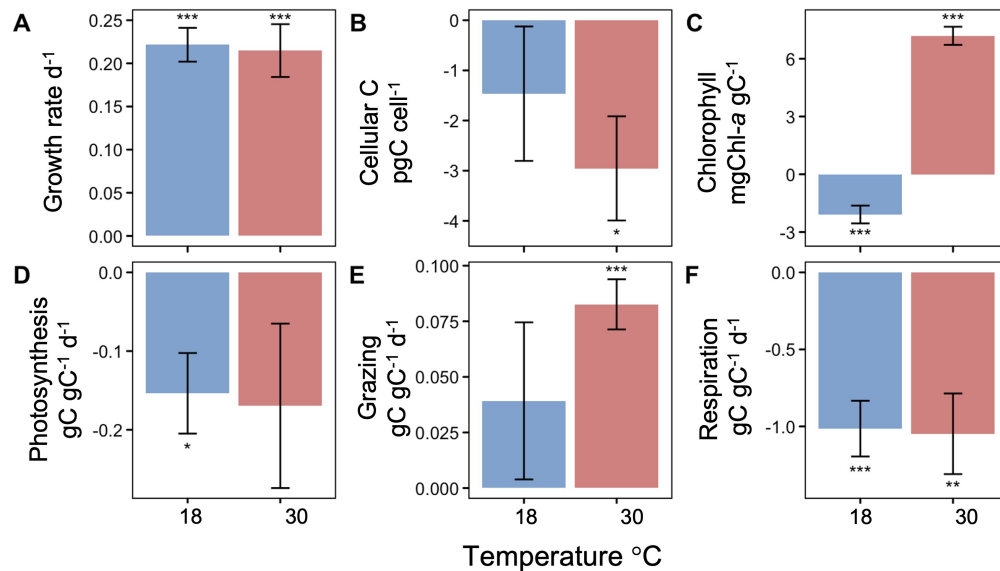 A
Growth rate d-1
0.25
0.20
0.15
0.10
0.05
0.00
***
***
B
Cellular C
pgC cell-1
0
-1
-2
-3
-4
*
C
Chlorophyll
mgChl-a gC-1
6
3
0
-3
***
***
D
Photosynthesis
gC gC-1 d-1
0.0
-0.1
-0.2
*
18
30
E
Grazing
gC gC-1 d-1
0.100
0.075
0.050
0.025
0.000
***
18
30
F
Respiration
gC gC-1 d-1
0.0
-0.5
-1.0
***
**
18
30
Temperature °C